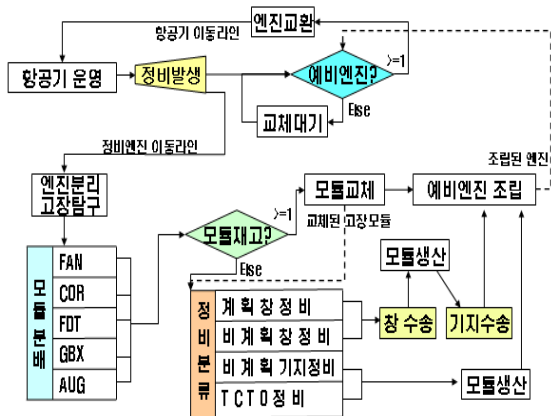 엔진교환
항공기 이동라인
>=1
항공기 운영
정비발생
예비엔진?
Else
교체대기
정비엔진 이동라인
조립된 엔진
엔진분리
고장탐구
모듈교체
예비엔진 조립
>=1
교체된 고장모듈
모듈재고?
Else
모듈분배
FAN
COR
FDT
GBX
AUG
정비분류
계획창정비
비계획창정비
비계획기지정비
TCTO정비
모듈생산
창 수송
기지수송
모듈생산